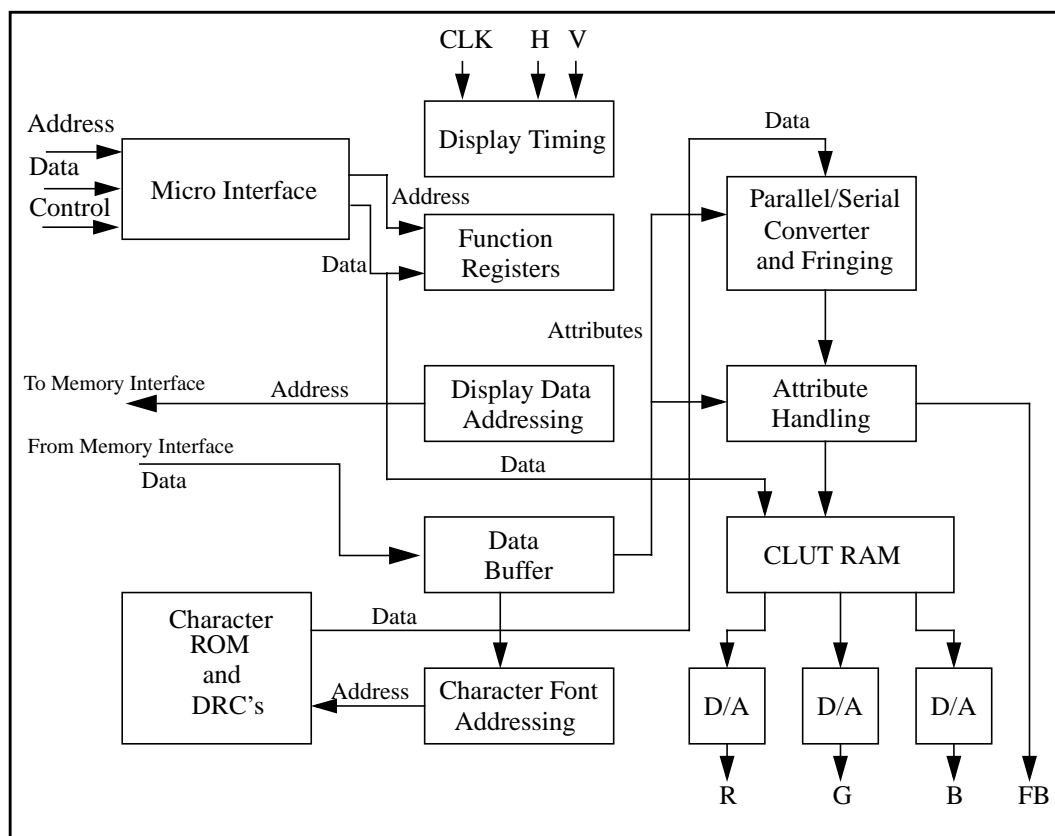 CLK H V
Address
Data
Control
Micro Interface
Display Timing
Data
Address
Data
Function
Registers
Parallel/Serial
Converter
and Fringing
Attributes
To Memory Interface
Address
Display Data
Addressing
Attribute
Handling
From Memory Interface
Data
Data
Data
Buffer
CLUT RAM
Character
ROM
and
DRC's
Data
Address
Character Font
Addressing
D/A
D/A
D/A
R G B FB